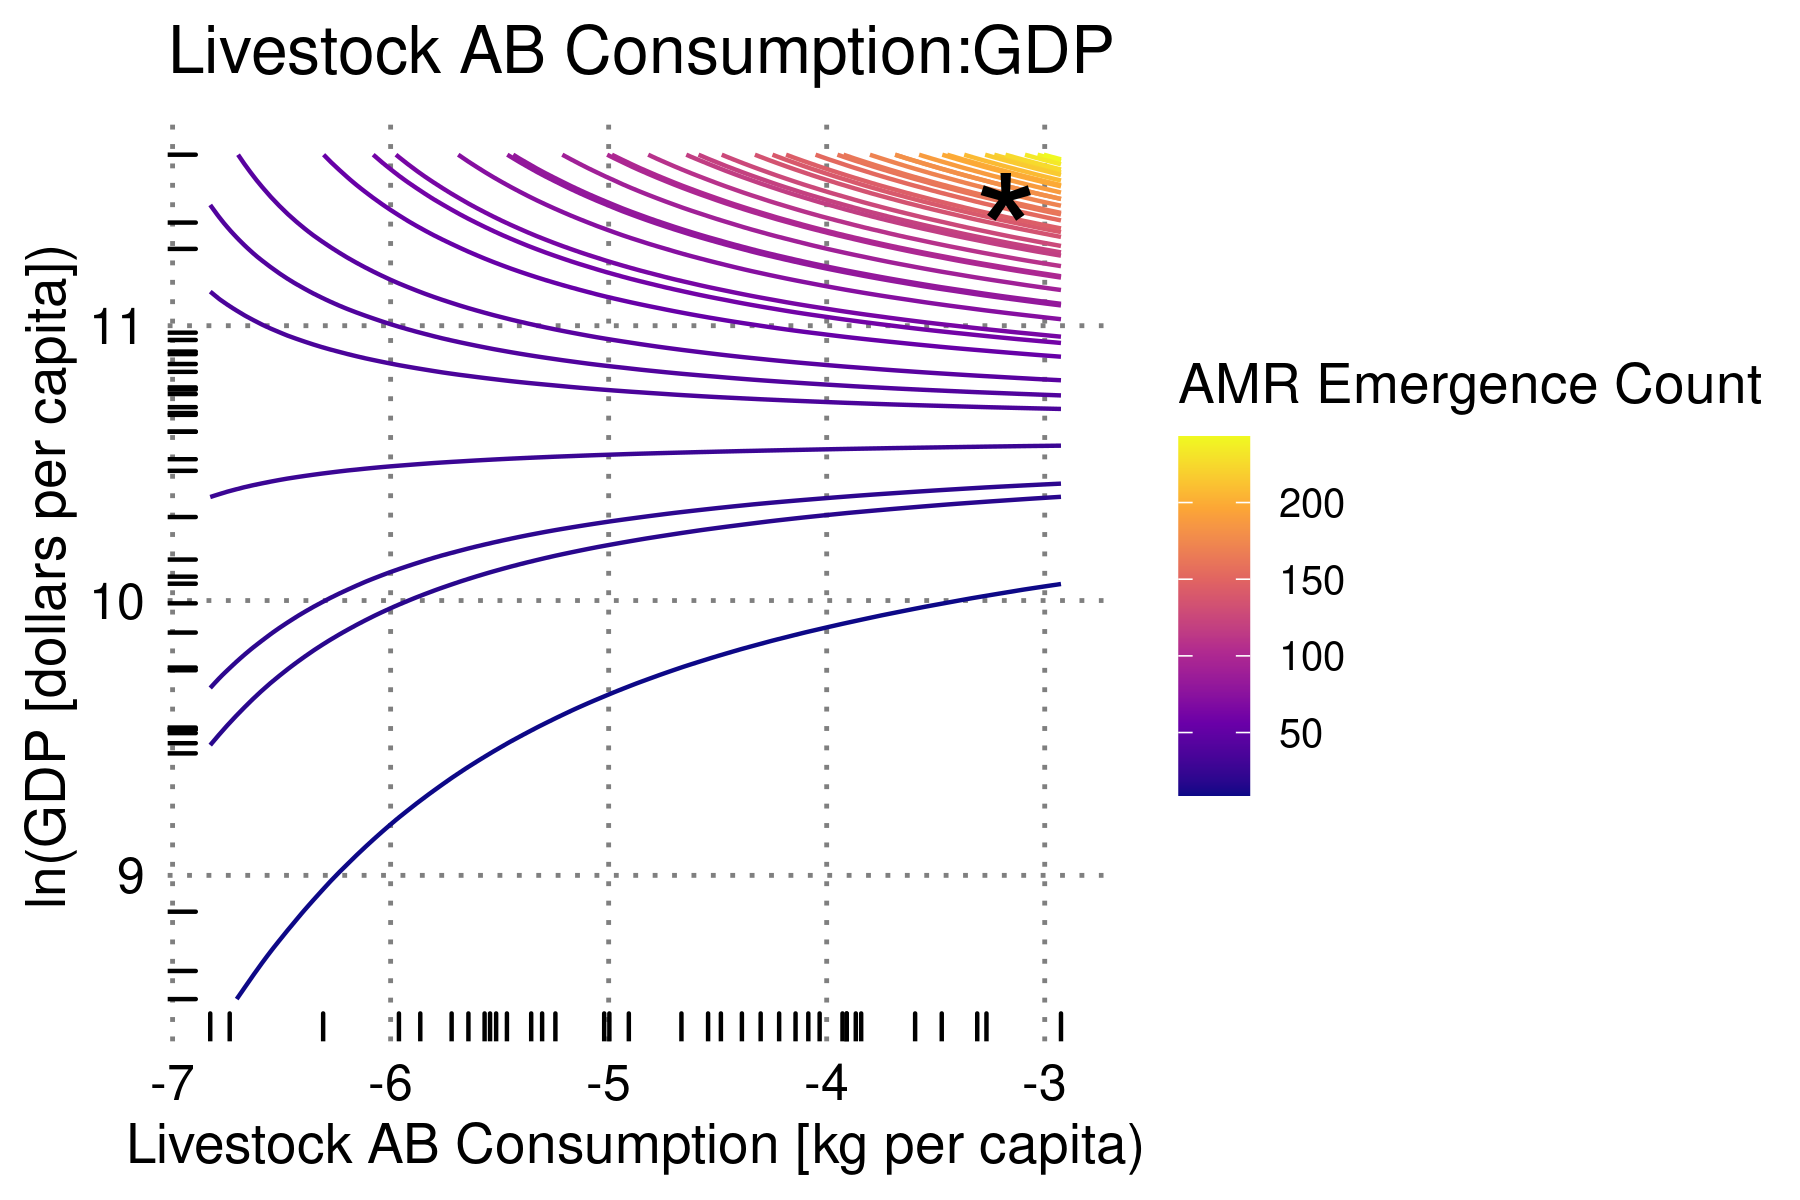 Livestock AB Consumption:GDP
ln(GDP [dollars per capita])
11
10
9
-7 -6 -5 -4 -3
Livestock AB Consumption [kg per capita)
*
AMR Emergence Count
200
150
100
50